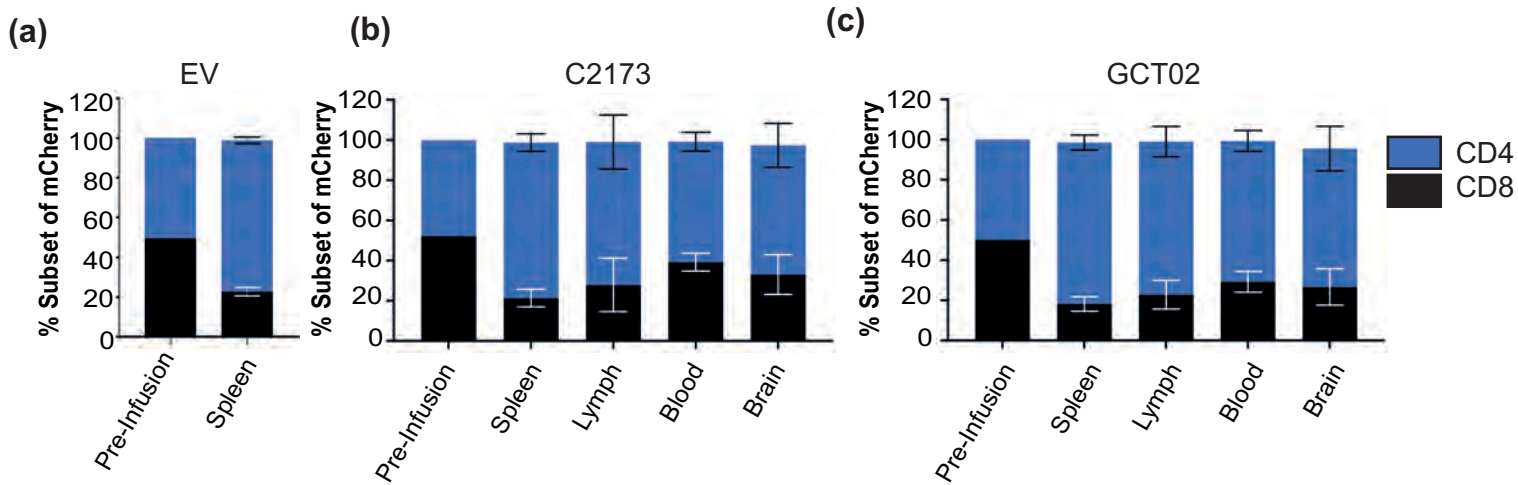 (a)
EV
% Subset of mCherry
120
100
80
60
40
20
0
Pre-Infusion
Spleen
(b)
C2173
% Subset of mCherry
120
100
80
60
40
20
0
Pre-Infusion
Spleen
Lymph
Blood
Brain
(c)
GCT02
% Subset of mCherry
120
100
80
60
40
20
0
Pre-Infusion
Spleen
Lymph
Blood
Brain
CD4
CD8